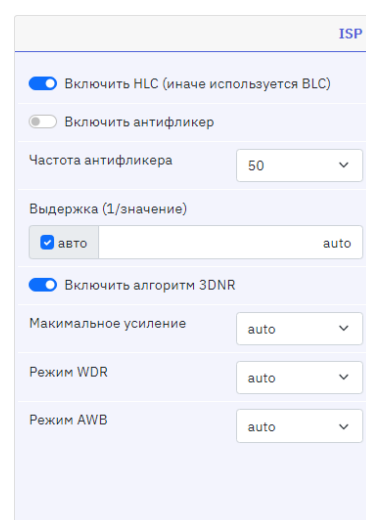 ISP
Включить HLC (иначе используется BLC)
Включить антифликер
Частота антифликера
50
Выдержка (1/значение)
авто
auto
Включить алгоритм 3DNR
Макимальное усиление
auto
Режим WDR
auto
Режим AWB
auto